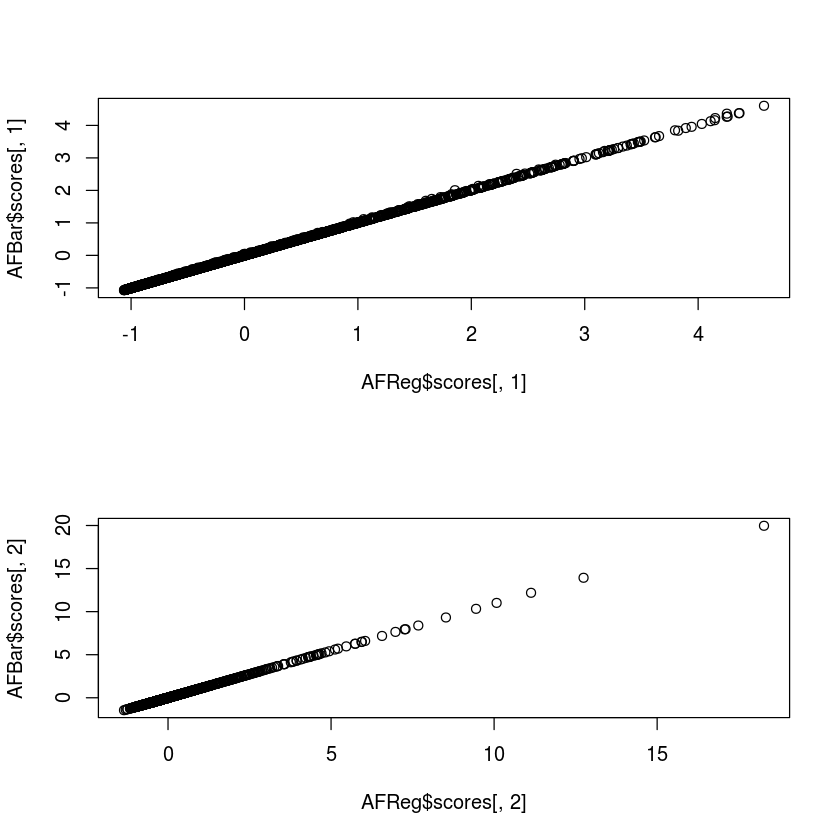 AFBar$scores[, 1]
4
3
2
1
0
-1
-1 0 1 2 3 4
AFReg$scores[, 1]
AFBar$scores[, 2]
20
15
10
5
0
0 5 10 15
AFReg$scores[, 2]